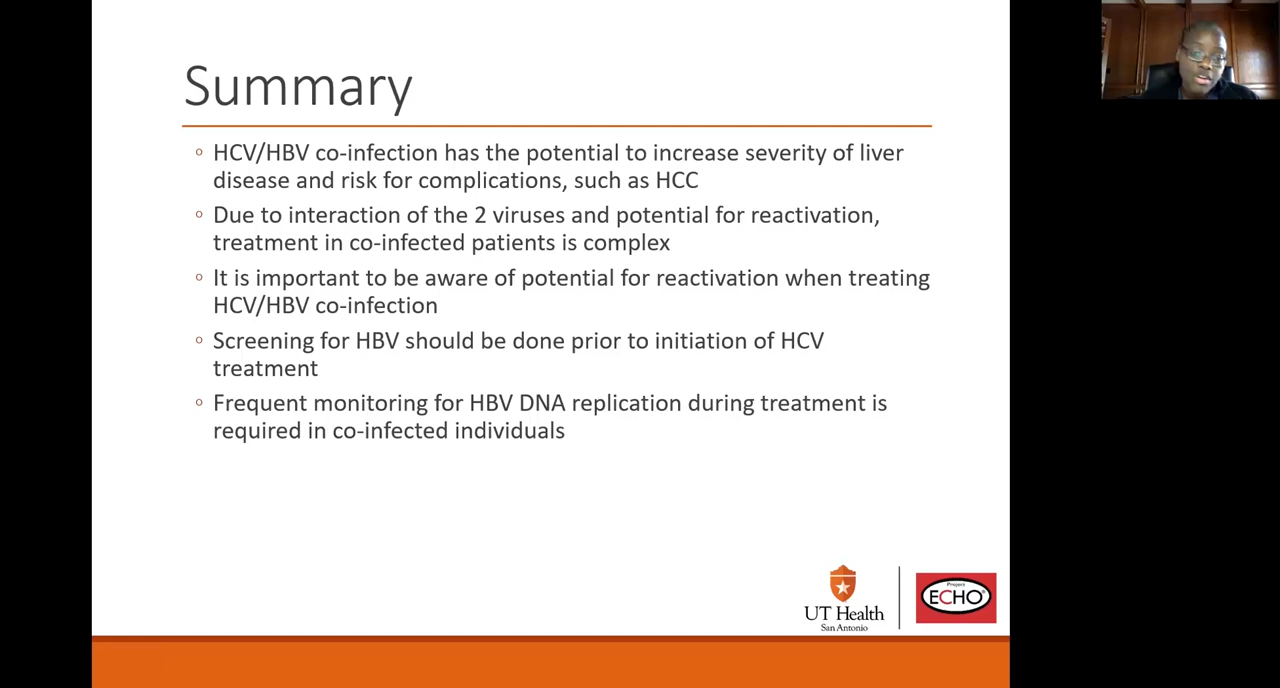 Summary
HCV/HBV co-infection has the potential to increase severity of liver
disease and risk for complications, such as HCC
Due to interaction of the 2 viruses and potential for reactivation,
treatment in co-infected patients is complex
It is important to be aware of potential for reactivation when treating
HCV/HBV co-infection
Screening for HBV should be done prior to initiation of HCV
treatment
Frequent monitoring for HBV DNA replication during treatment is
required in co-infected individuals
UT Health
San Antonio
Project
ECHO®